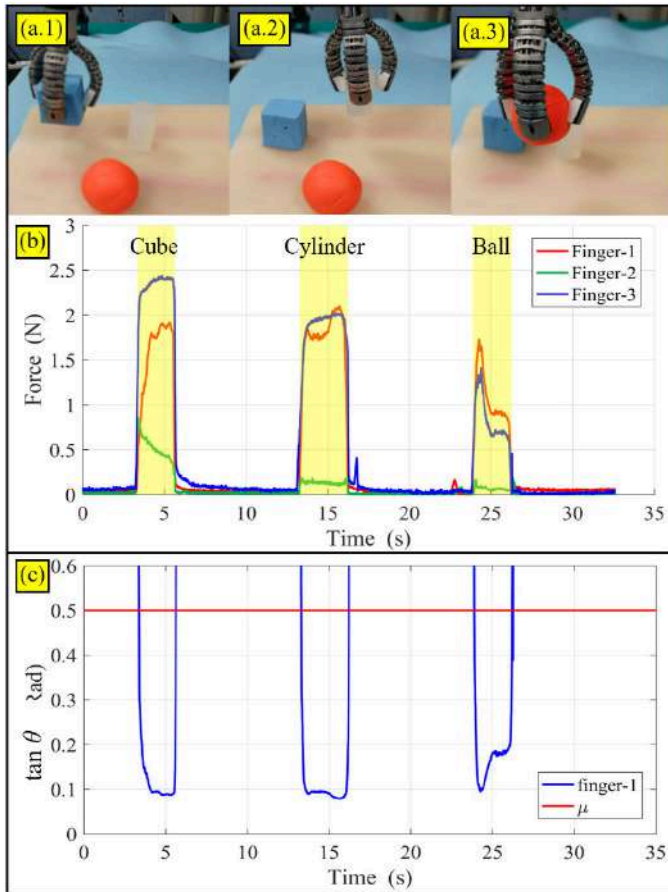 (a.1) (a.2) (a.3)
(b)
Cube Cylinder Ball
Finger-1
Finger-2
Finger-3
Force (N)
3
2.5
2
1.5
1
0.5
0
0 5 10 15 20 25 30 35
Time (s)
(c)
tan θ Rad)
0.6
0.5
0.4
0.3
0.2
0.1
0
finger-1
μ
0 5 10 15 20 25 30 35
Time (s)